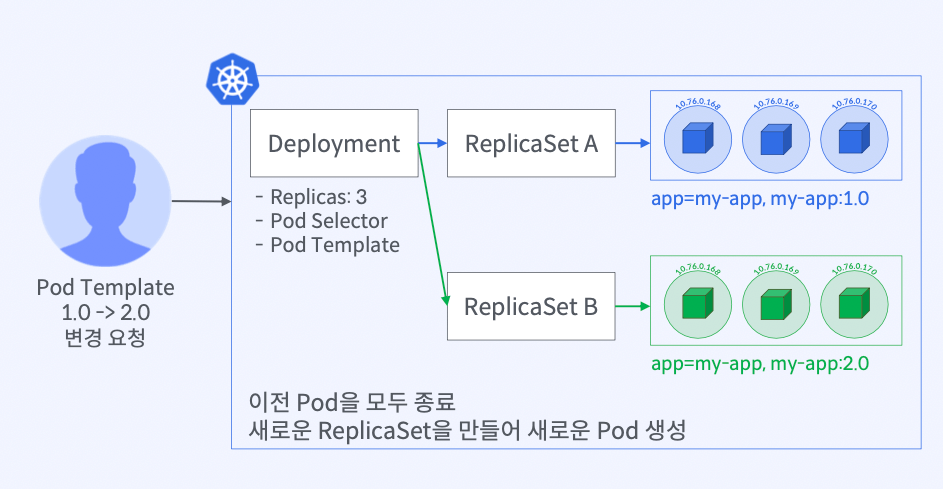 Deployment
- Replicas: 3
- Pod Selector
- Pod Template
ReplicaSet A
10.76.0.168
10.76.0.169
10.76.0.170
app=my-app, my-app:1.0
Pod Template
1.0 -> 2.0
변경 요청
ReplicaSet B
10.76.0.168
10.76.0.169
10.76.0.170
app=my-app, my-app:2.0
이전 Pod을 모두 종료
새로운 ReplicaSet을 만들어 새로운 Pod 생성